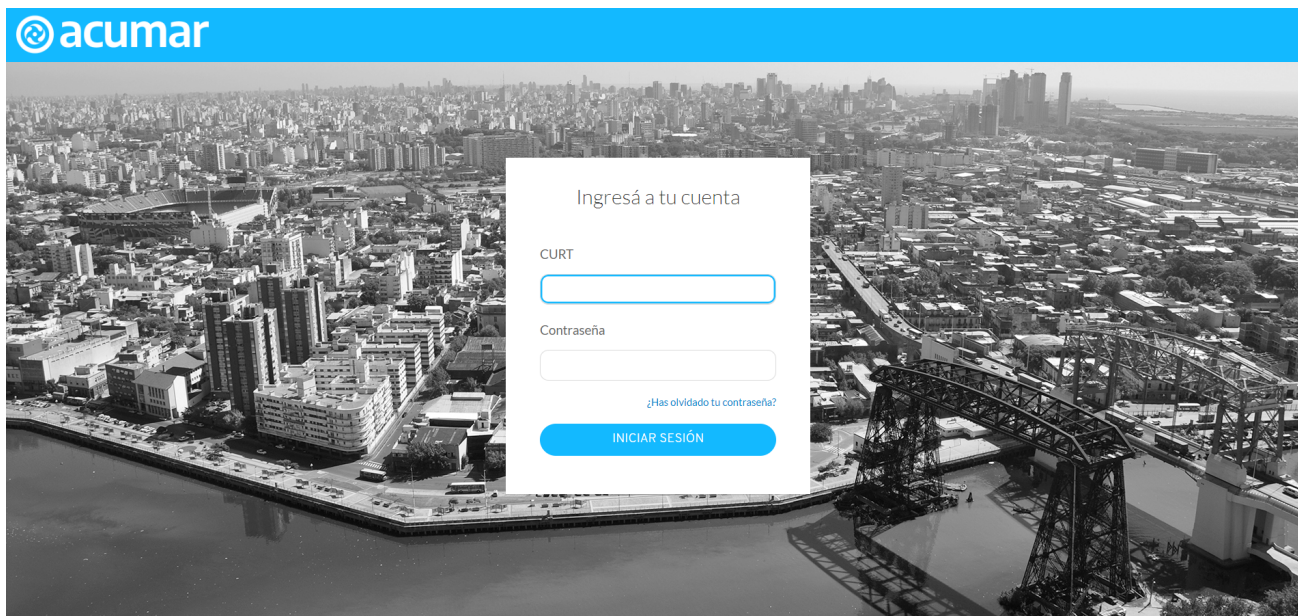 acumar
Ingresá a tu cuenta
CURT
Contraseña
¿Has olvidado tu contraseña?
INICIAR SESIÓN